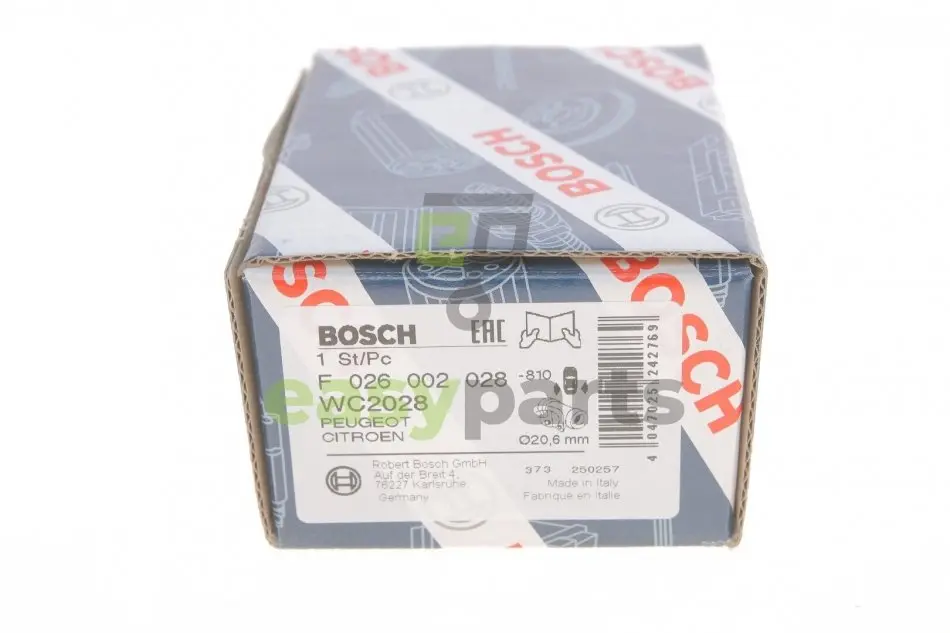 BOSCH
BOSCH
BOSCH
BOSCH
BOSCH EAC
1 St/Pc
F 026 002 028 -810
WC2028
PEUGEOT
CITROEN
Ø20,6 mm
4 047025 242769
easyparts
Robert Bosch GmbH
Auf der Breit 4,
76227 Karlsruhe
Germany
373 250257
Made in Italy
Fabriqué en Italie